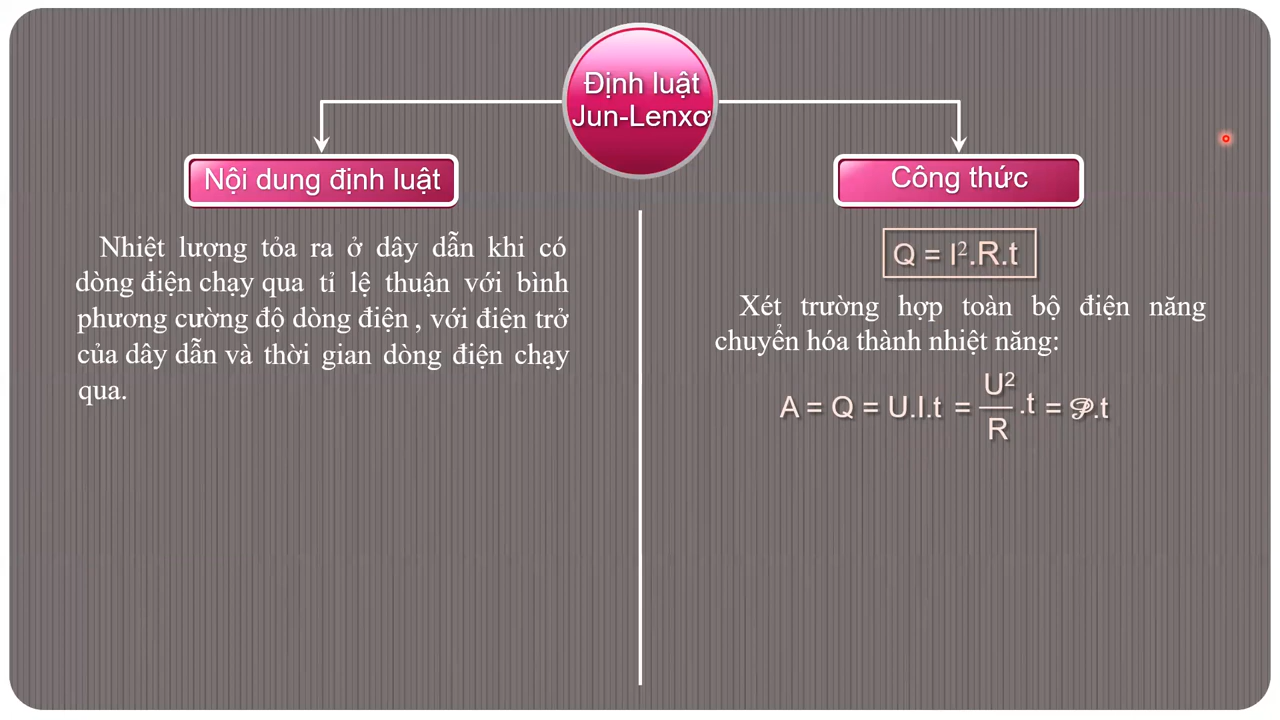 Định luật
Jun-Lenxơ
Nội dung định luật
Nhiệt lượng tỏa ra ở dây dẫn khi có
dòng điện chạy qua tỉ lệ thuận với bình
phương cường độ dòng điện , với điện trở
của dây dẫn và thời gian dòng điện chạy
qua.
Công thức
Q = I².R.t
Xét trường hợp toàn bộ điện năng
chuyển hóa thành nhiệt năng:
A = Q = U.I.t = U²/R .t = 𝒫.t